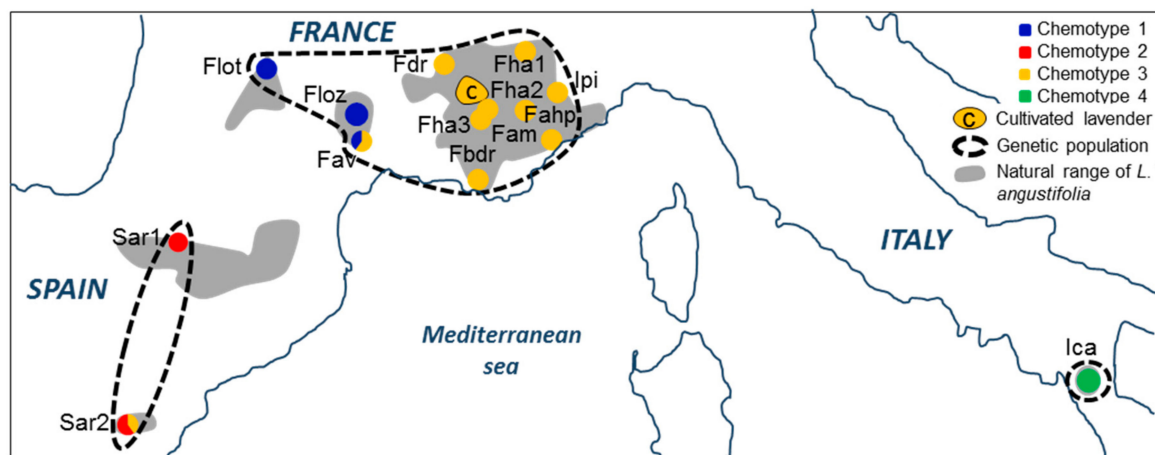 FRANCE
Chemotype 1
Chemotype 2
Chemotype 3
Chemotype 4
C Cultivated lavender
Genetic population
Natural range of L.
angustifolia
Flot
Fdr
Fha1
Ipi
Floz
C
Fha2
Fha3
Fahp
Fam
Fav
Fbdr
Sar1
ITALY
SPAIN
Mediterranean
sea
Ica
Sar2